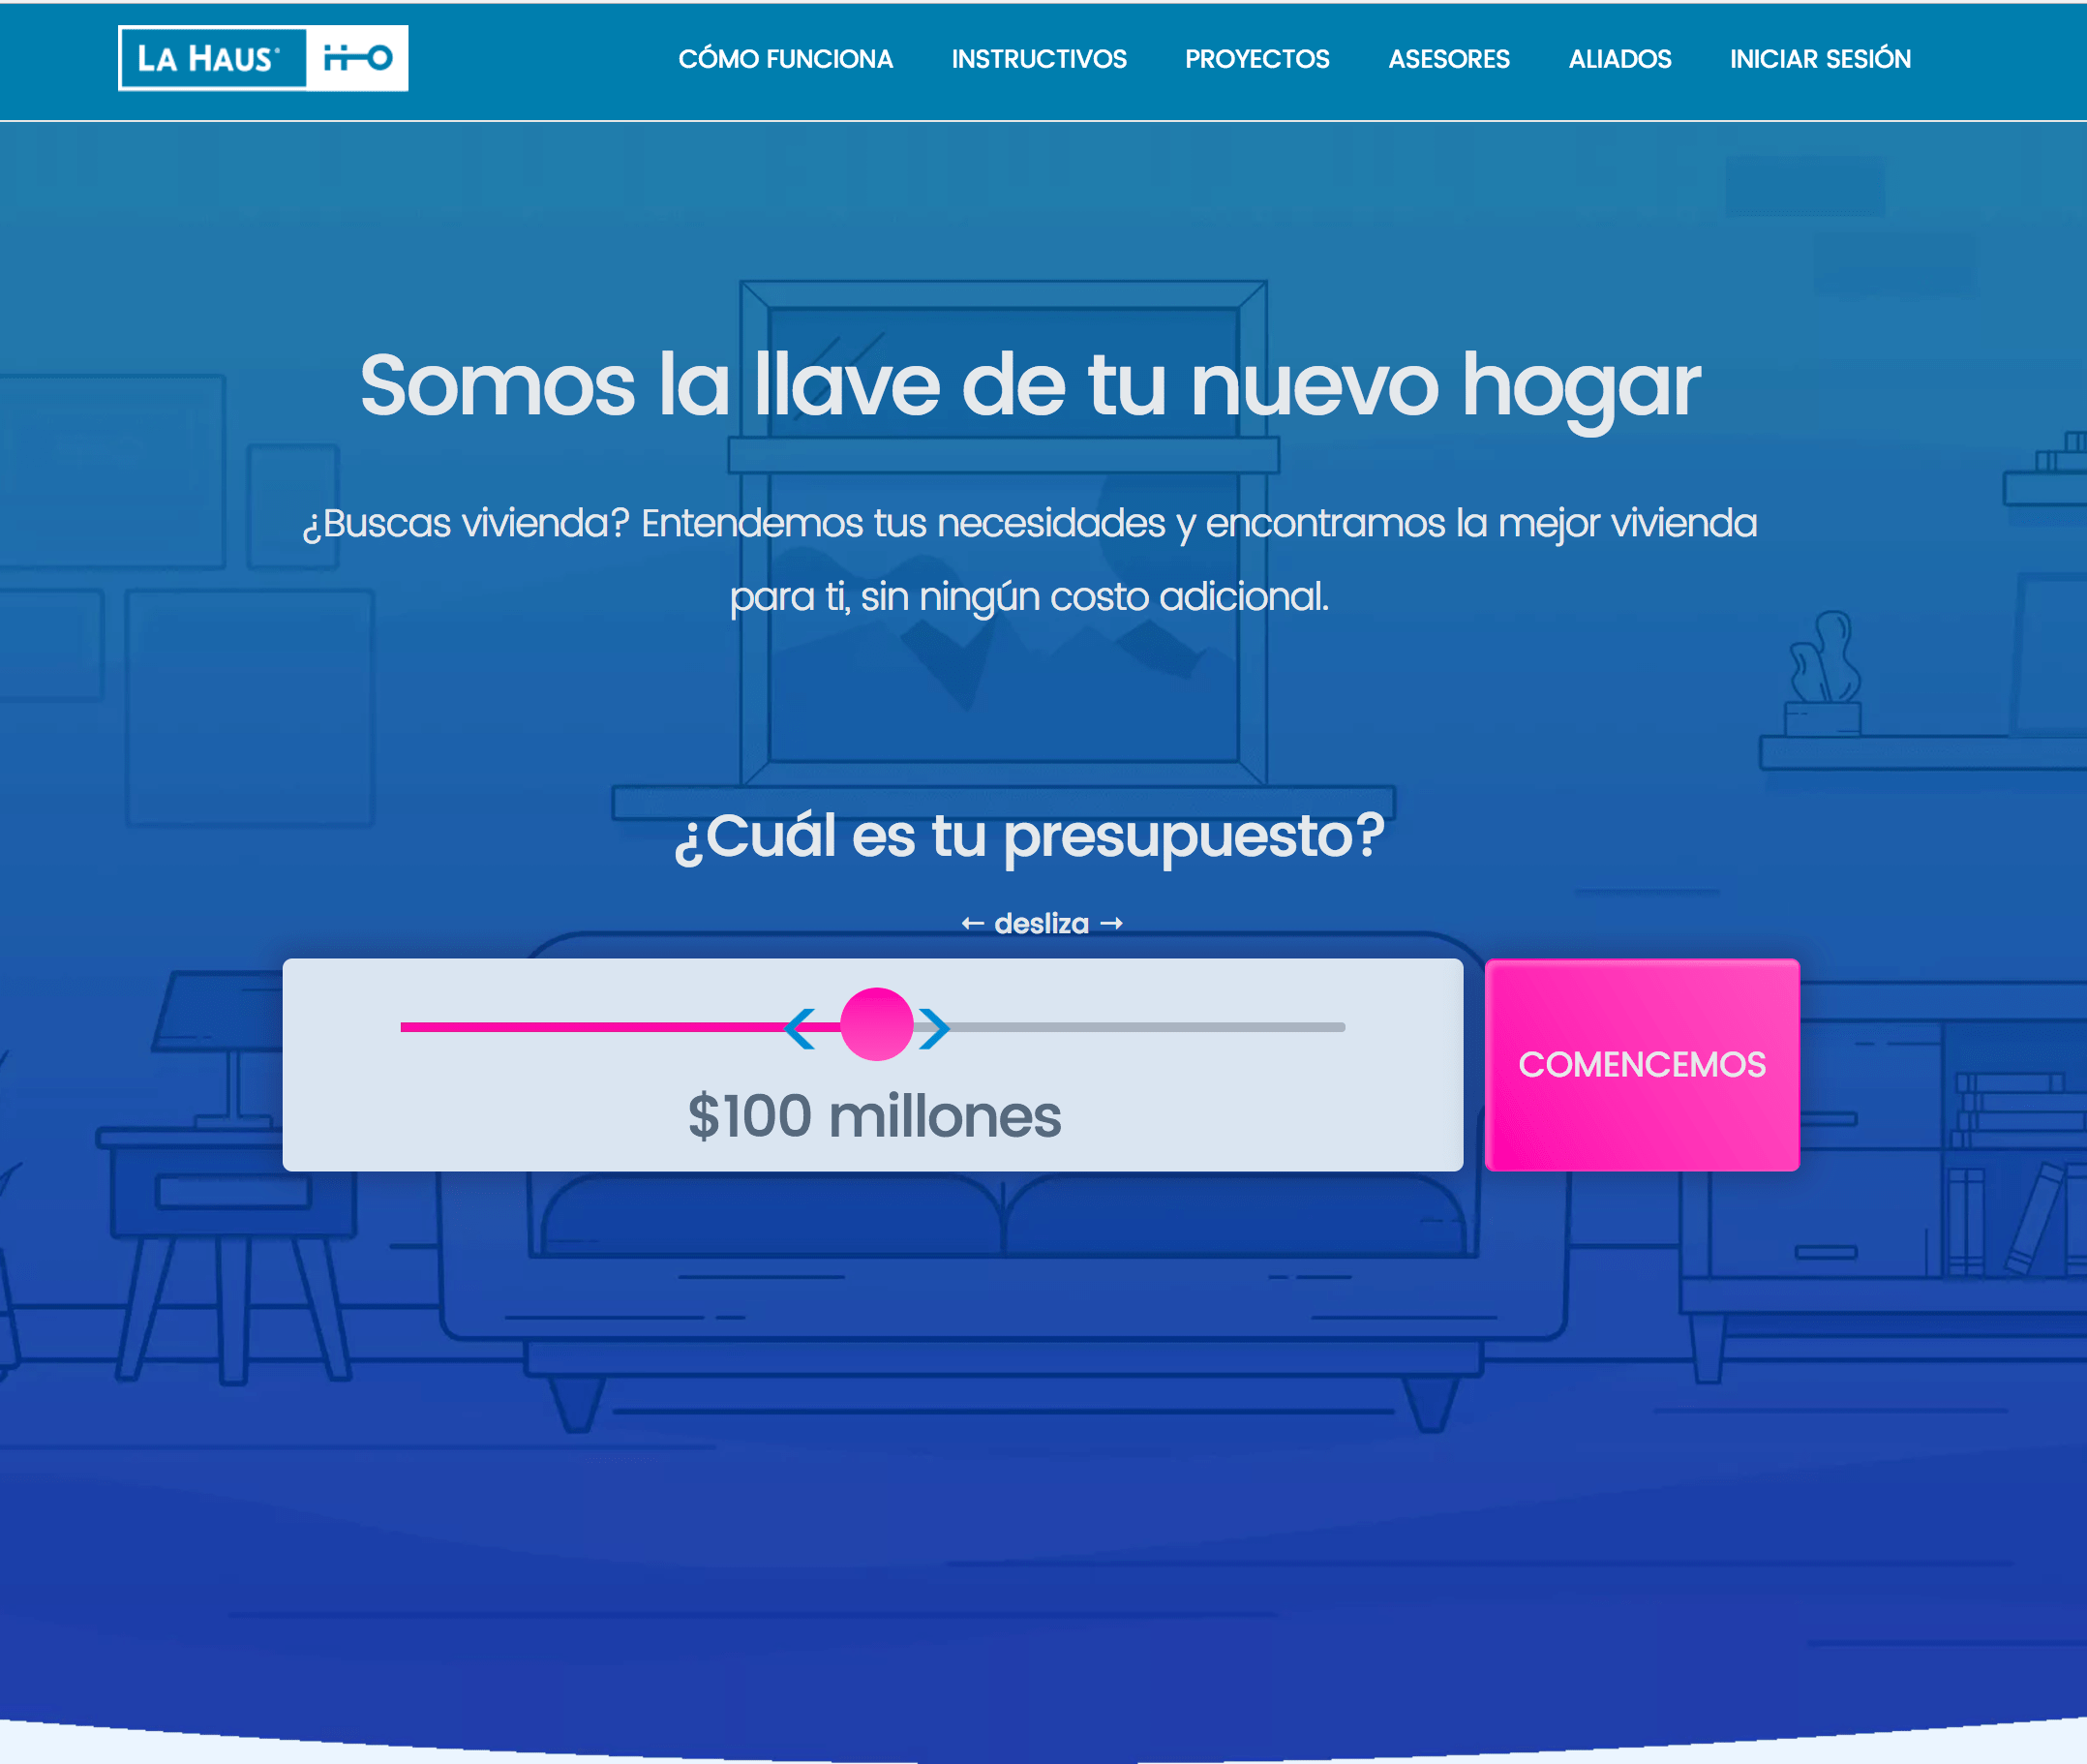 LA HAUS®
CÓMO FUNCIONA INSTRUCTIVOS PROYECTOS ASESORES ALIADOS INICIAR SESIÓN
Somos la llave de tu nuevo hogar
¿Buscas vivienda? Entendemos tus necesidades y encontramos la mejor vivienda
para ti, sin ningún costo adicional.
¿Cuál es tu presupuesto?
← desliza →
$100 millones
COMENCEMOS